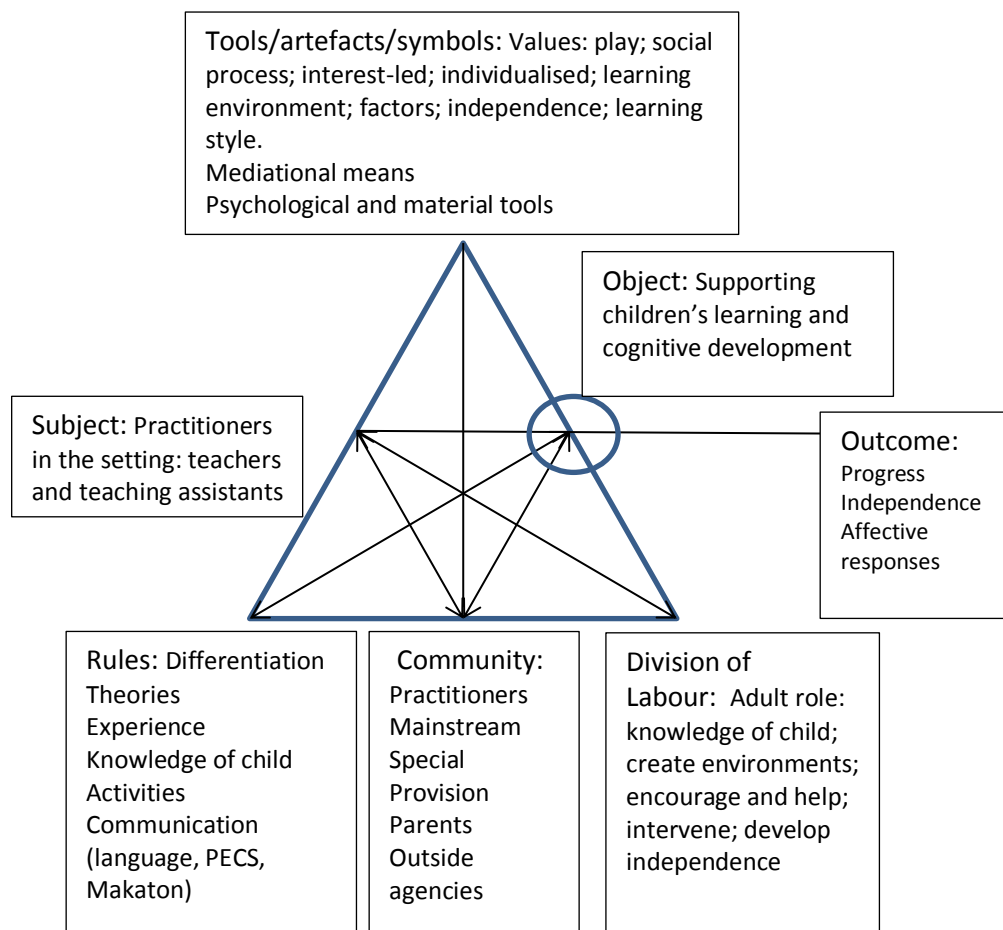 Tools/artefacts/symbols: Values: play; social
process; interest-led; individualised; learning
environment; factors; independence; learning
style.
Mediational means
Psychological and material tools
Object: Supporting
children’s learning and
cognitive development
Subject: Practitioners
in the setting: teachers
and teaching assistants
Outcome:
Progress
Independence
Affective
responses
Rules: Differentiation
Theories
Experience
Knowledge of child
Activities
Communication
(language, PECS,
Makaton)
Community:
Practitioners
Mainstream
Special
Provision
Parents
Outside
agencies
Division of
Labour: Adult role:
knowledge of child;
create environments;
encourage and help;
intervene; develop
independence